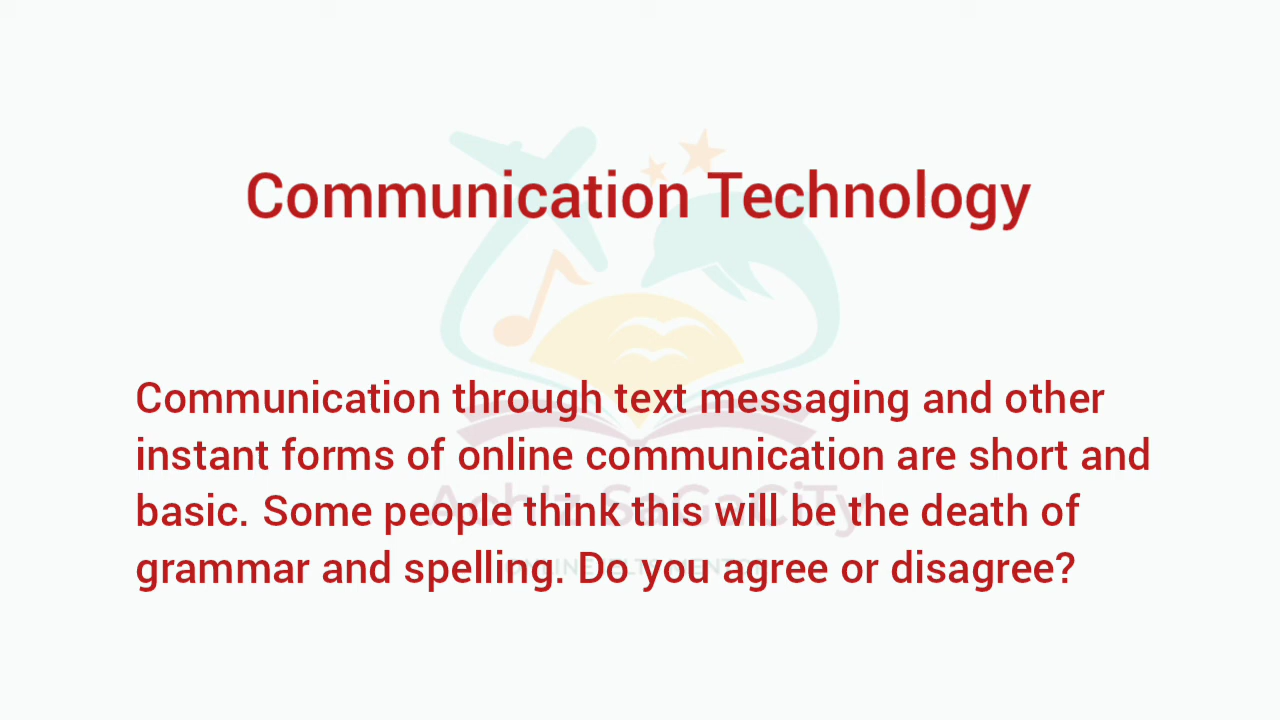 Communication Technology
Communication through text messaging and other
instant forms of online communication are short and
basic. Some people think this will be the death of
grammar and spelling. Do you agree or disagree?